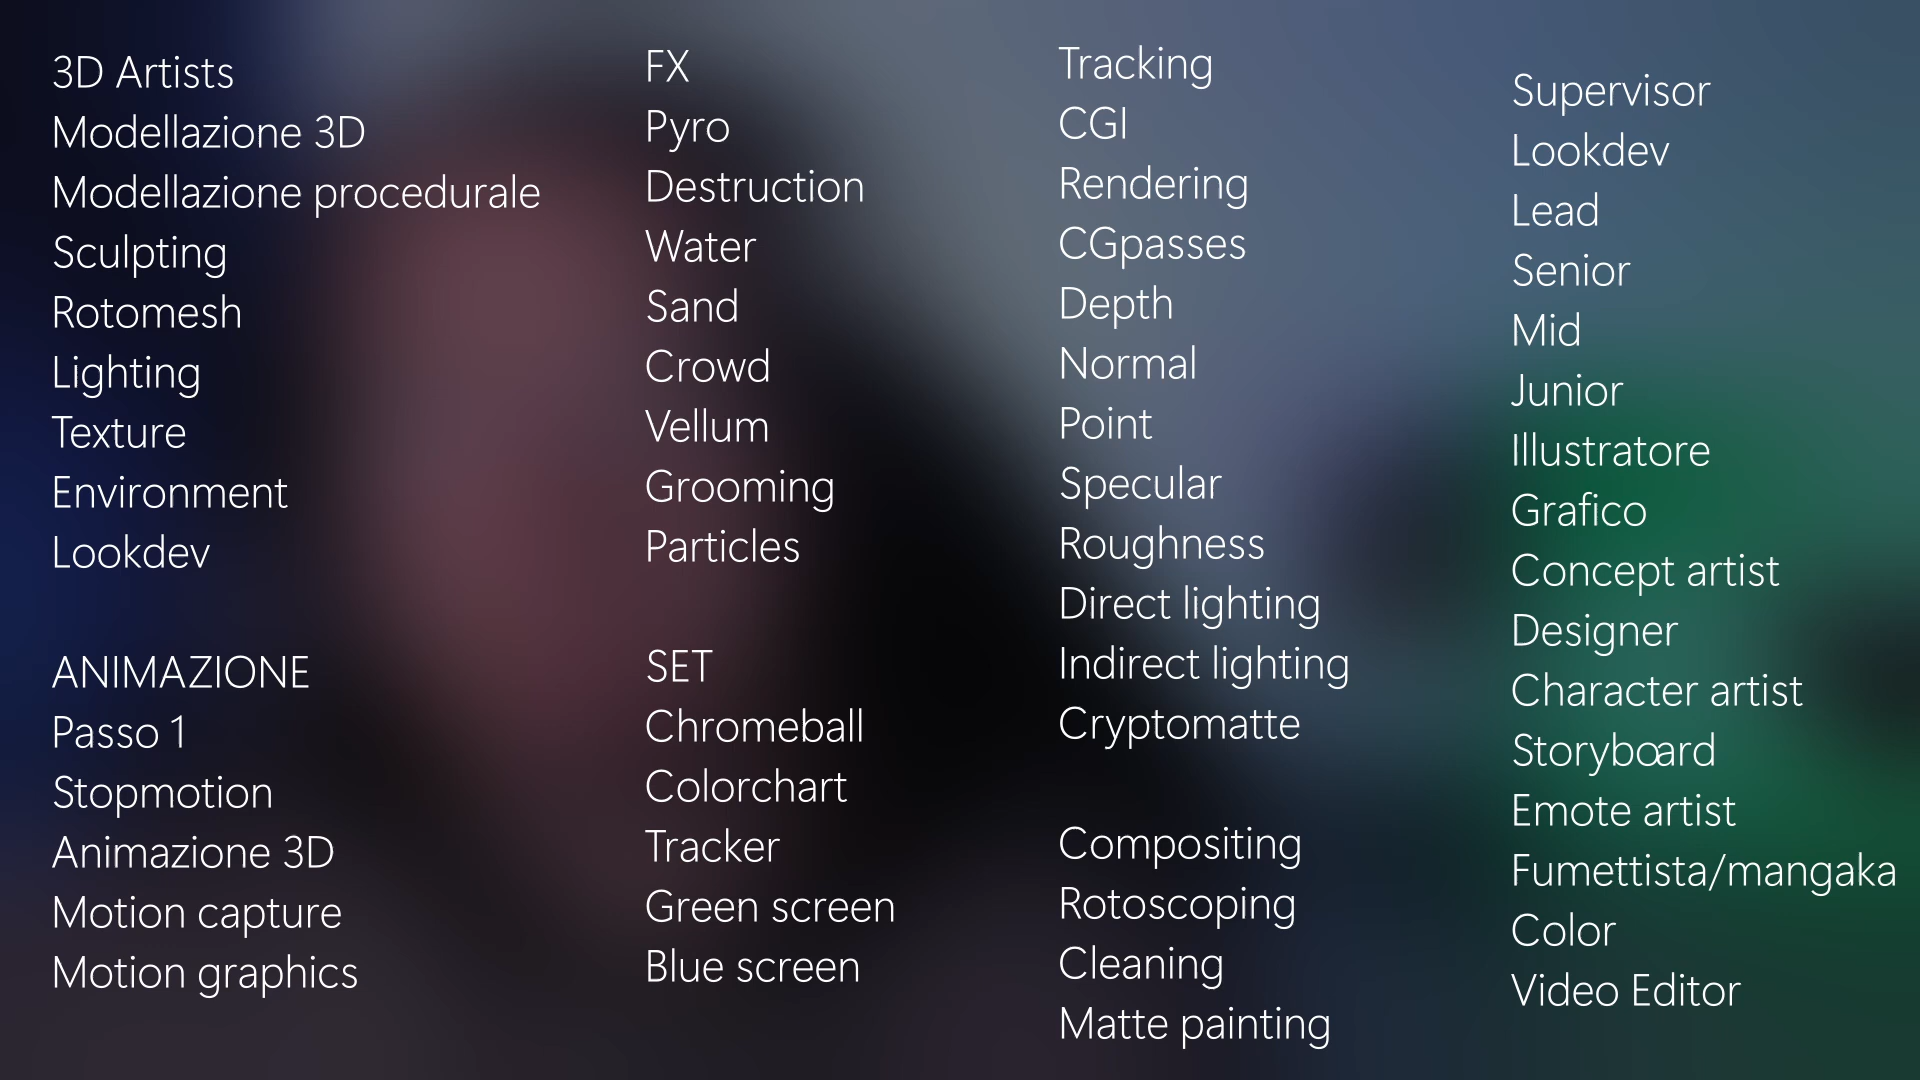 3D Artists
Modellazione 3D
Modellazione procedurale
Sculpting
Rotomesh
Lighting
Texture
Environment
Lookdev
ANIMAZIONE
Passo 1
Stopmotion
Animazione 3D
Motion capture
Motion graphics
FX
Pyro
Destruction
Water
Sand
Crowd
Vellum
Grooming
Particles
SET
Chromeball
Colorchart
Tracker
Green screen
Blue screen
Tracking
CGI
Rendering
CGpasses
Depth
Normal
Point
Specular
Roughness
Direct lighting
Indirect lighting
Cryptomatte
Compositing
Rotoscoping
Cleaning
Matte painting
Supervisor
Lookdev
Lead
Senior
Mid
Junior
Illustratore
Grafico
Concept artist
Designer
Character artist
Storyboard
Emote artist
Fumettista/mangaka
Color
Video Editor